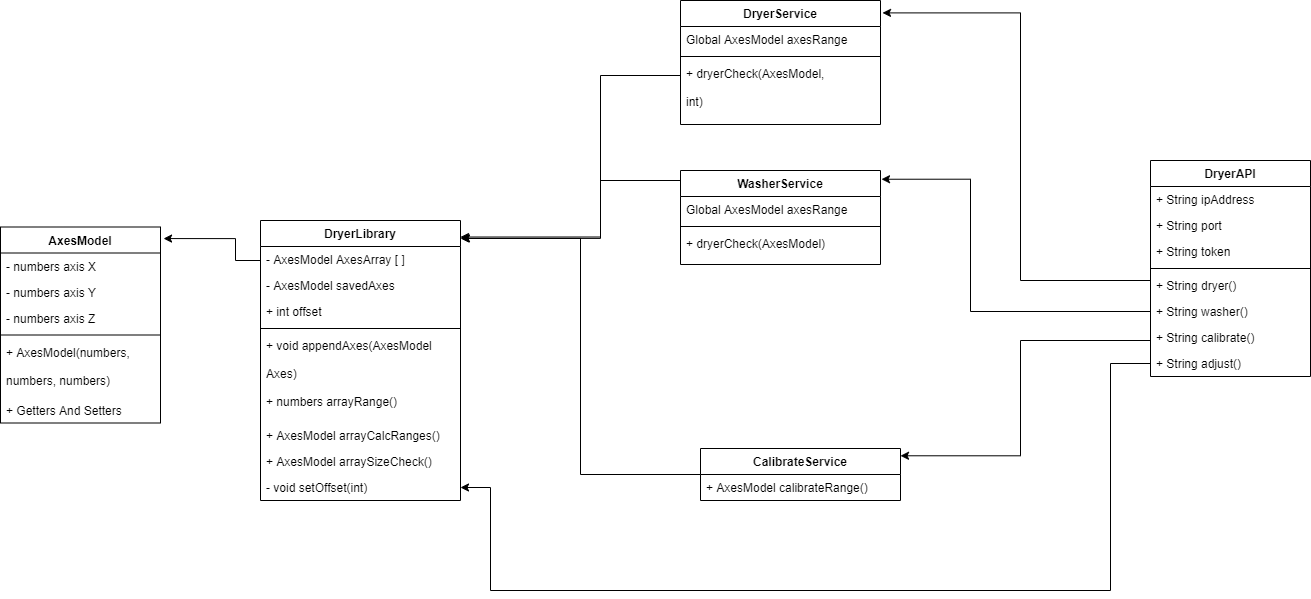 DryerService
Global AxesModel axesRange
+ dryerCheck(AxesModel,
int)
WasherService
Global AxesModel axesRange
+ dryerCheck(AxesModel)
DryerAPI
+ String ipAddress
+ String port
+ String token
+ String dryer()
+ String washer()
+ String calibrate()
+ String adjust()
AxesModel
- numbers axis X
- numbers axis Y
- numbers axis Z
+ AxesModel(numbers,
numbers, numbers)
+ Getters And Setters
DryerLibrary
- AxesModel AxesArray [ ]
- AxesModel savedAxes
+ int offset
+ void appendAxes(AxesModel
Axes)
+ numbers arrayRange()
+ AxesModel arrayCalcRanges()
+ AxesModel arraySizeCheck()
- void setOffset(int)
CalibrateService
+ AxesModel calibrateRange()